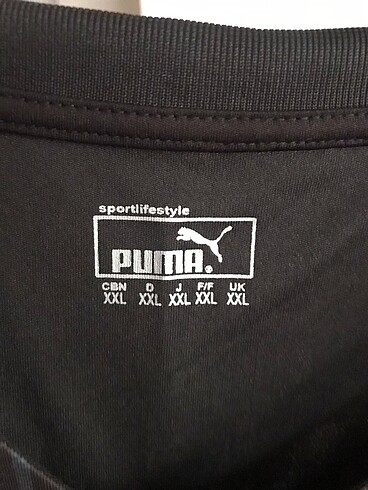 sportlifestyle
PUMA®
CBN D J F/F UK
XXL XXL XXL XXL XXL